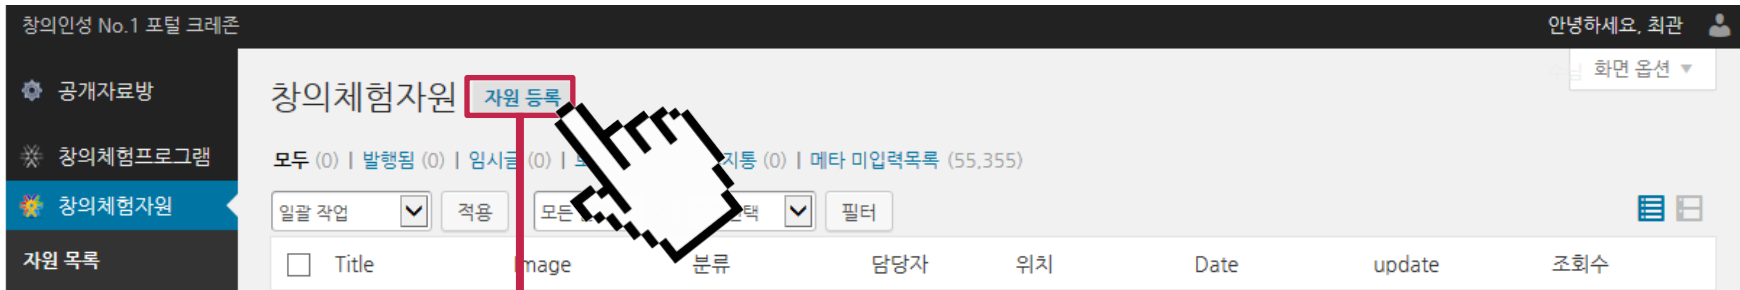 창의인성 No.1 포털 크레존
안녕하세요, 최관
화면 옵션
공개자료방
창의체험자원 자원 등록
창의체험프로그램
모두 (0) | 발행됨 (0) | 임시글 (0) | 지통 (0) | 메타 미입력목록 (55,355)
창의체험자원
일괄 작업 적용 모든 선택 필터
자원 목록
Title Image 분류 담당자 위치 Date update 조회수